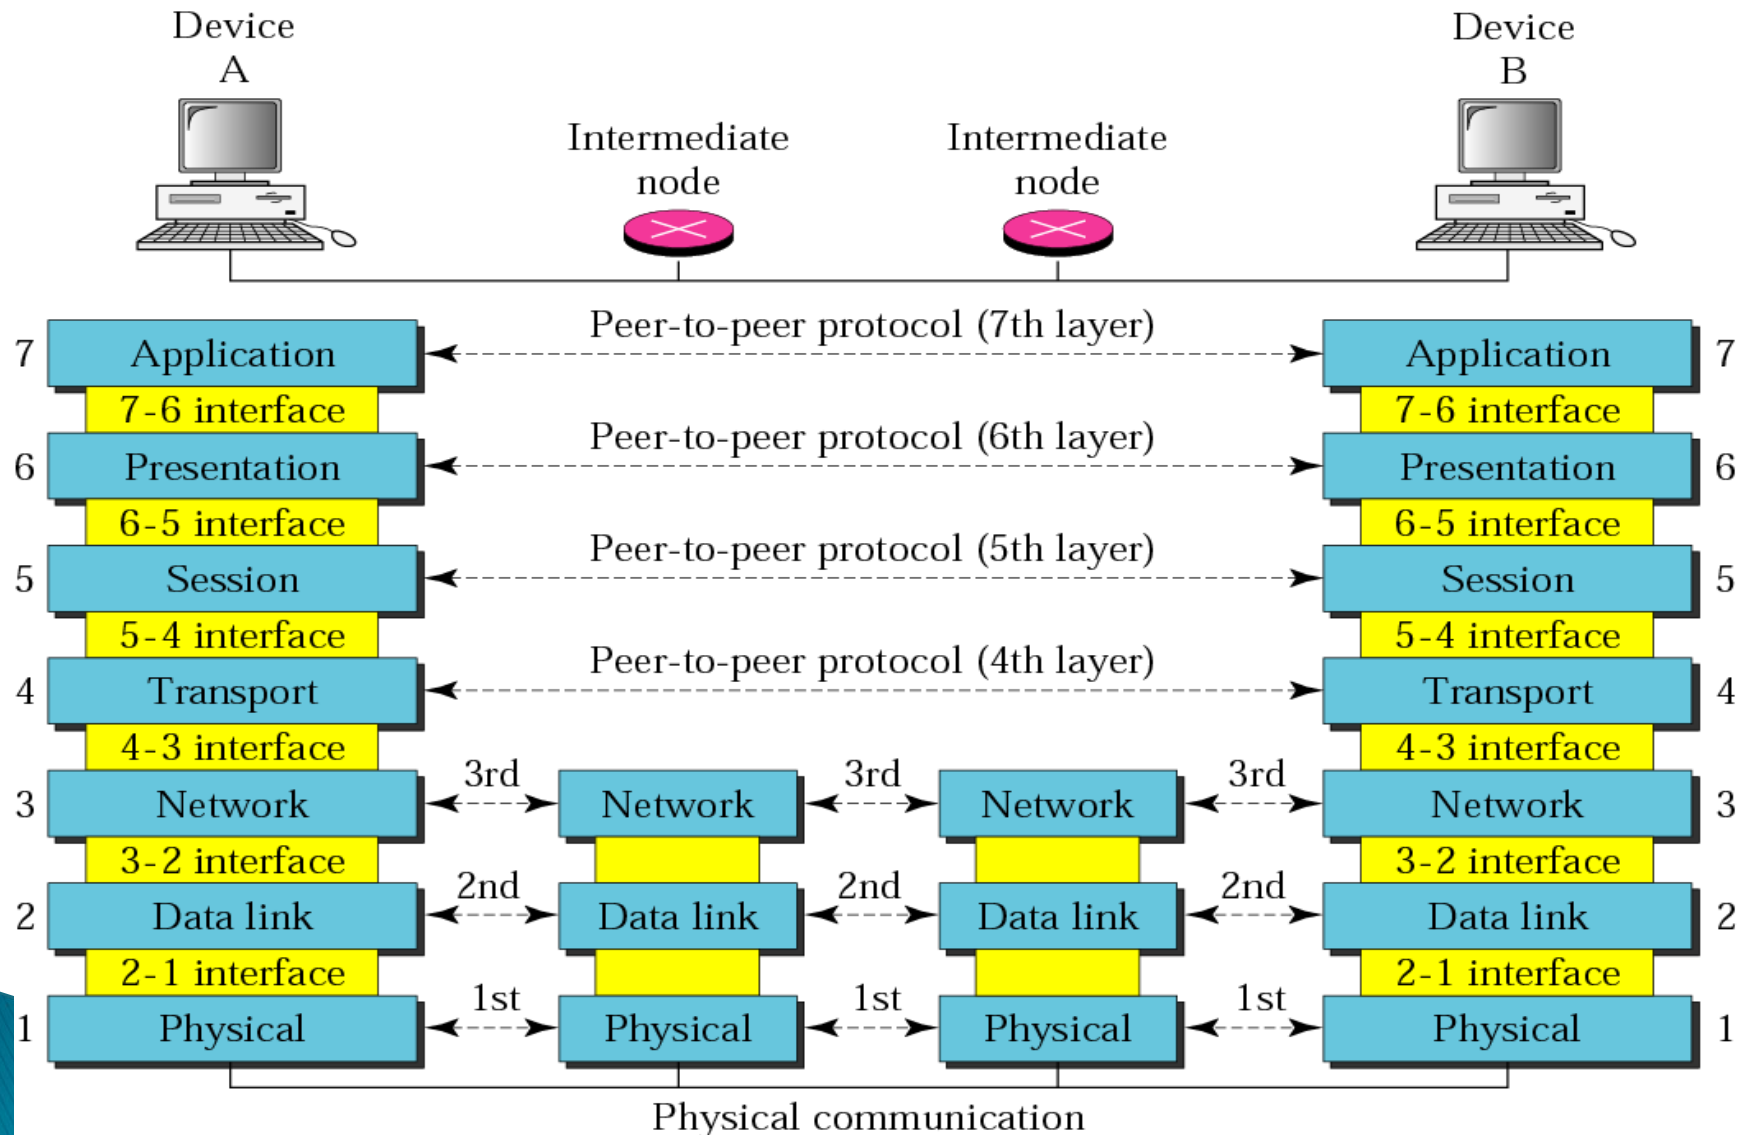 Device
A
Device
B
Intermediate
node
Intermediate
node
Peer-to-peer protocol (7th layer)
7 Application Application 7
7-6 interface 7-6 interface
Peer-to-peer protocol (6th layer)
6 Presentation Presentation 6
6-5 interface 6-5 interface
Peer-to-peer protocol (5th layer)
5 Session Session 5
5-4 interface 5-4 interface
Peer-to-peer protocol (4th layer)
4 Transport Transport 4
4-3 interface 4-3 interface
3rd 3rd 3rd
3 Network Network Network Network 3
3-2 interface 3-2 interface
2nd 2nd 2nd
2 Data link Data link Data link Data link 2
2-1 interface 2-1 interface
1st 1st 1st
1 Physical Physical Physical Physical 1
Physical communication